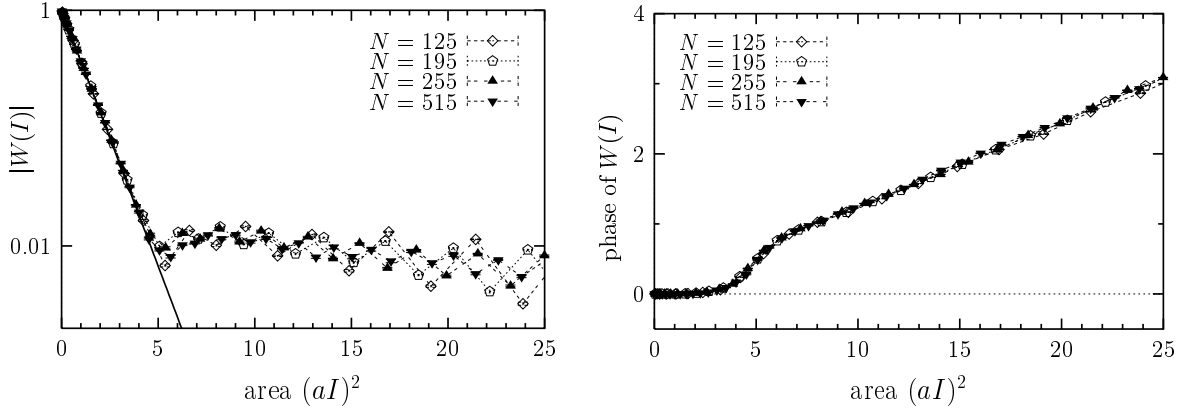 1
0.01
|W(I)|
N = 125
N = 195
N = 255
N = 515
0 5 10 15 20 25
area (aI)²
4
2
0
phase of W(I)
N = 125
N = 195
N = 255
N = 515
0 5 10 15 20 25
area (aI)²